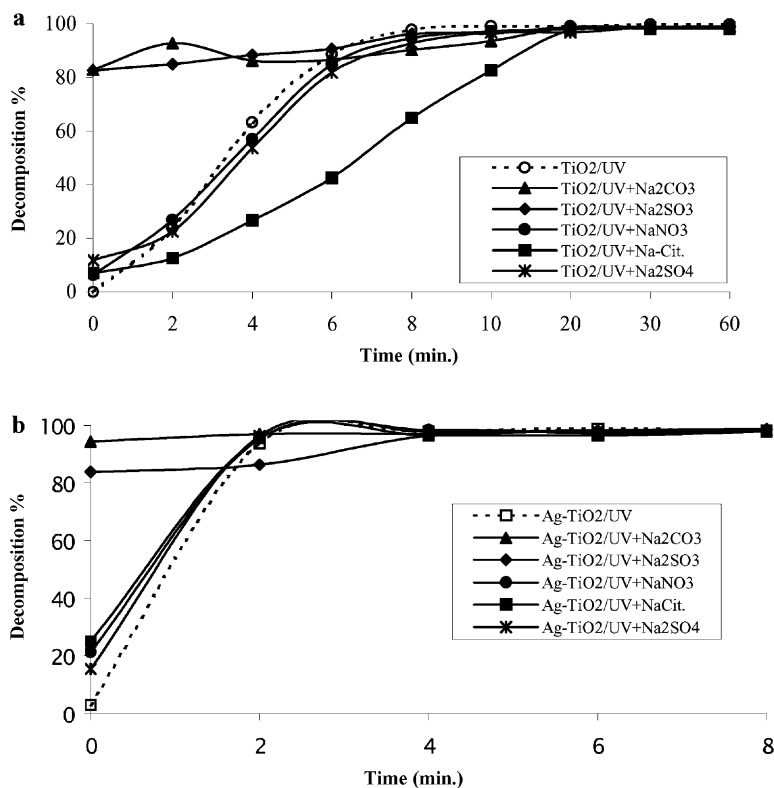 a
100
80
60
40
20
0
Decomposition %
0 2 4 6 8 10 20 30 60
Time (min.)
TiO2/UV
TiO2/UV+Na2CO3
TiO2/UV+Na2SO3
TiO2/UV+NaNO3
TiO2/UV+Na-Cit.
TiO2/UV+Na2SO4
b
100
80
60
40
20
0
Decomposition %
0 2 4 6 8
Time (min.)
Ag-TiO2/UV
Ag-TiO2/UV+Na2CO3
Ag-TiO2/UV+Na2SO3
Ag-TiO2/UV+NaNO3
Ag-TiO2/UV+NaCit.
Ag-TiO2/UV+Na2SO4